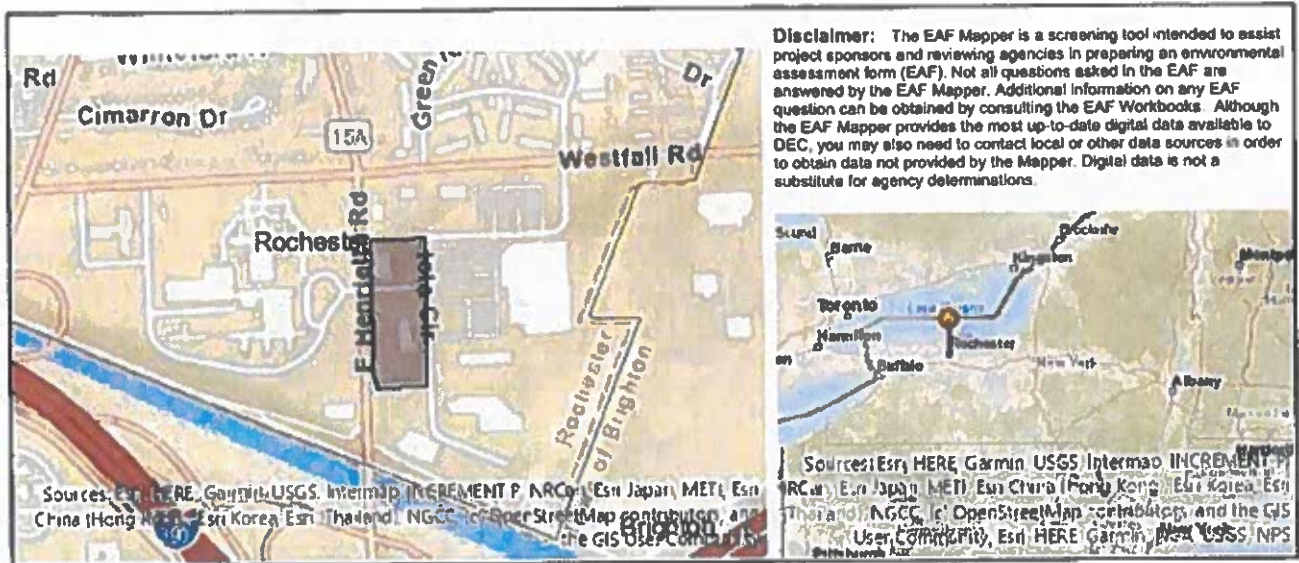 Disclaimer: The EAF Mapper is a screening tool intended to assist
project sponsors and reviewing agencies in preparing an environmental
assessment form (EAF). Not all questions asked in the EAF are
answered by the EAF Mapper. Additional information on any EAF
question can be obtained by consulting the EAF Workbooks. Although
the EAF Mapper provides the most up-to-date digital data available to
DEC, you may also need to contact local or other data sources in order
to obtain data not provided by the Mapper. Digital data is not a
substitute for agency determinations.
Rd
Cimarron Dr
15A
Dr
Westfall Rd
Rochester
E Henrietta Rd
Rochester
of Brighton
Brighton
Sources: Esri, HERE, Garmin, USGS, Intermap, INCREMENT P, NRCan, Esri Japan, METI, Esri
China (Hong Kong), Esri Korea, Esri (Thailand), NGCC, (c) OpenStreetMap contributors, and
the GIS User Community
Sound
Barrie
Kingston
Toronto
Hamilton
Rochester
Buffalo
New York
Albany
Sources: Esri, HERE, Garmin, USGS, Intermap, INCREMENT P,
NRCan, Esri Japan, METI, Esri China (Hong Kong), Esri Korea, Esri
(Thailand), NGCC, (c) OpenStreetMap contributors, and the GIS
User Community, Esri, HERE, Garmin, USGS, NPS